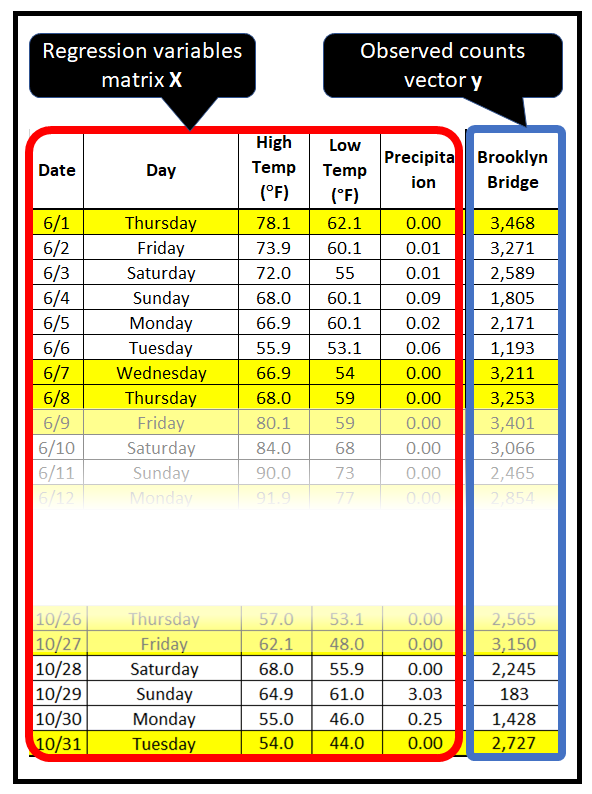 Regression variables
matrix X
Observed counts
vector y
Date Day High Temp (°F) Low Temp (°F) Precipita ion Brooklyn Bridge
6/1 Thursday 78.1 62.1 0.00 3,468
6/2 Friday 73.9 60.1 0.01 3,271
6/3 Saturday 72.0 55 0.01 2,589
6/4 Sunday 68.0 60.1 0.09 1,805
6/5 Monday 66.9 60.1 0.02 2,171
6/6 Tuesday 55.9 53.1 0.06 1,193
6/7 Wednesday 66.9 54 0.00 3,211
6/8 Thursday 68.0 59 0.00 3,253
6/9 Friday 80.1 59 0.00 3,401
6/10 Saturday 84.0 68 0.00 3,066
6/11 Sunday 90.0 73 0.00 2,465
6/12 Monday 91.9 77 0.00 2,854
10/26 Thursday 57.0 53.1 0.00 2,565
10/27 Friday 62.1 48.0 0.00 3,150
10/28 Saturday 68.0 55.9 0.00 2,245
10/29 Sunday 64.9 61.0 3.03 183
10/30 Monday 55.0 46.0 0.25 1,428
10/31 Tuesday 54.0 44.0 0.00 2,727